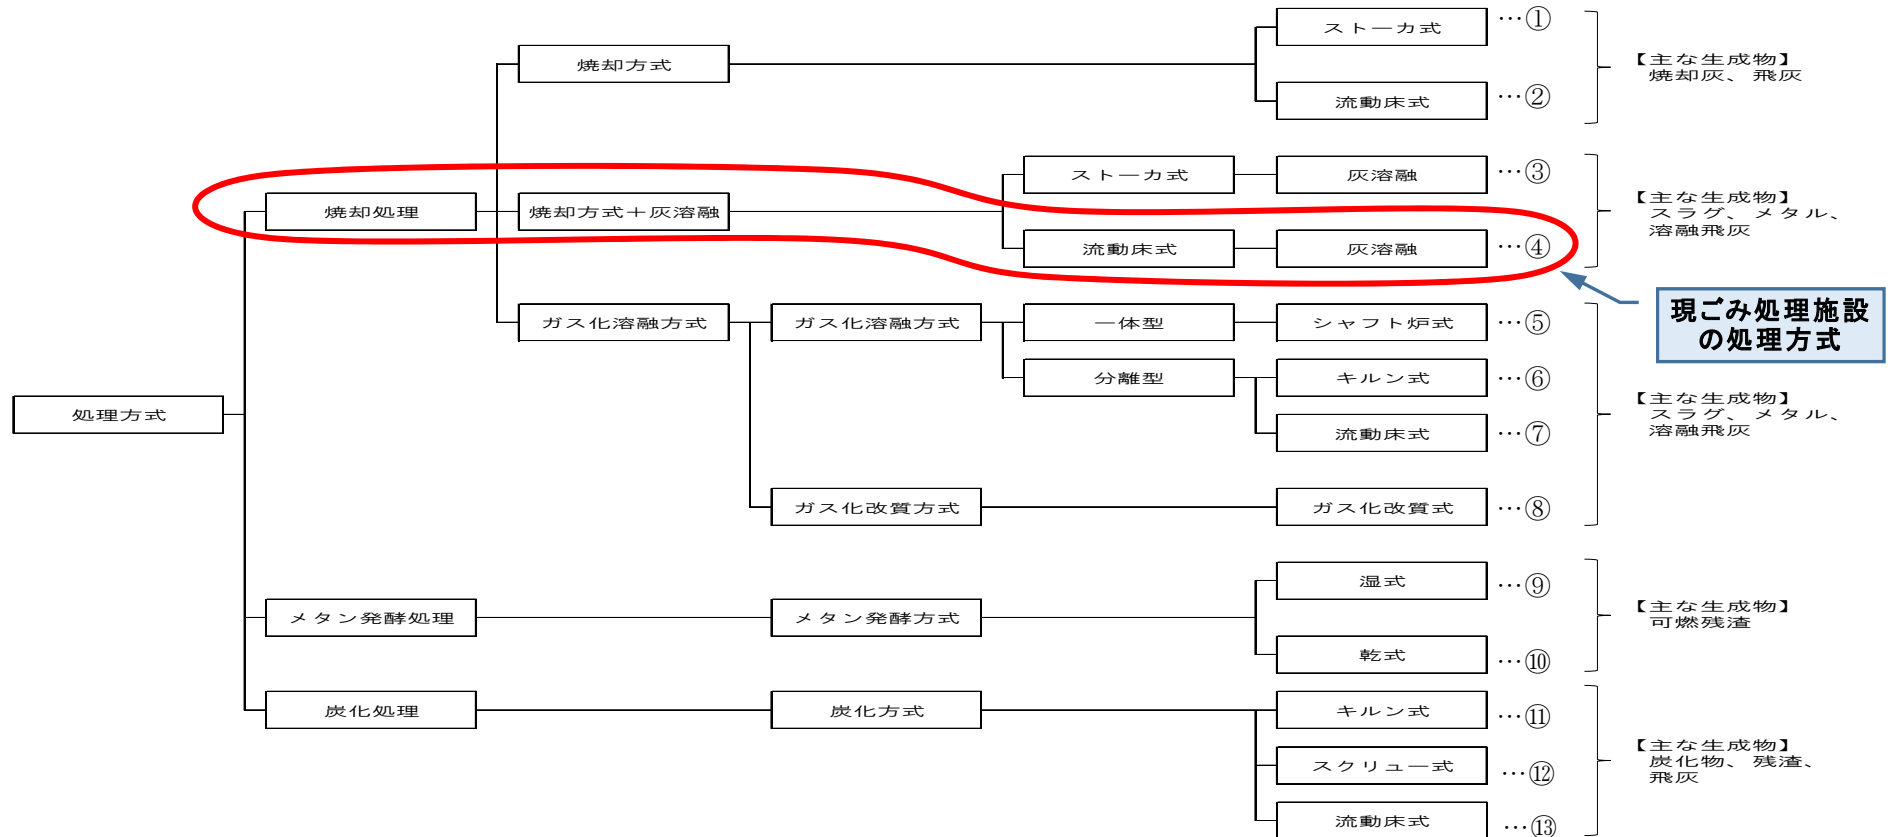 ストーカ式
…①
焼却方式
【主な生成物】
焼却灰、飛灰
流動床式
…②
ストーカ式
灰溶融
…③
焼却処理
焼却方式＋灰溶融
【主な生成物】
スラグ、メタル、
溶融飛灰
流動床式
灰溶融
…④
現ごみ処理施設
の処理方式
ガス化溶融方式
ガス化溶融方式
一体型
シャフト炉式
…⑤
分離型
キルン式
…⑥
処理方式
【主な生成物】
スラグ、メタル、
溶融飛灰
流動床式
…⑦
ガス化改質方式
ガス化改質式
…⑧
湿式
…⑨
メタン発酵処理
メタン発酵方式
【主な生成物】
可燃残渣
乾式
…⑩
炭化処理
炭化方式
キルン式
…⑪
【主な生成物】
炭化物、残渣、
飛灰
スクリュー式
…⑫
流動床式
…⑬